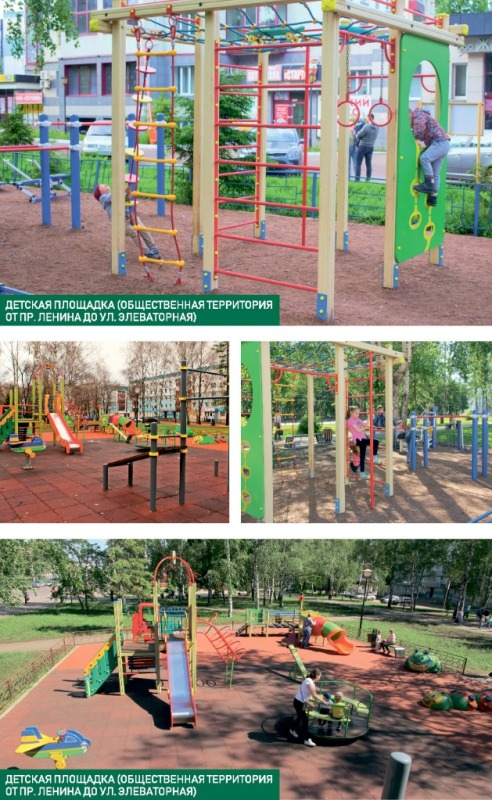 СТАРТ
ДЕТСКАЯ ПЛОЩАДКА (ОБЩЕСТВЕННАЯ ТЕРРИТОРИЯ
ОТ ПР. ЛЕНИНА ДО УЛ. ЭЛЕВАТОРНАЯ)
ДЕТСКАЯ ПЛОЩАДКА (ОБЩЕСТВЕННАЯ ТЕРРИТОРИЯ
ОТ ПР. ЛЕНИНА ДО УЛ. ЭЛЕВАТОРНАЯ)